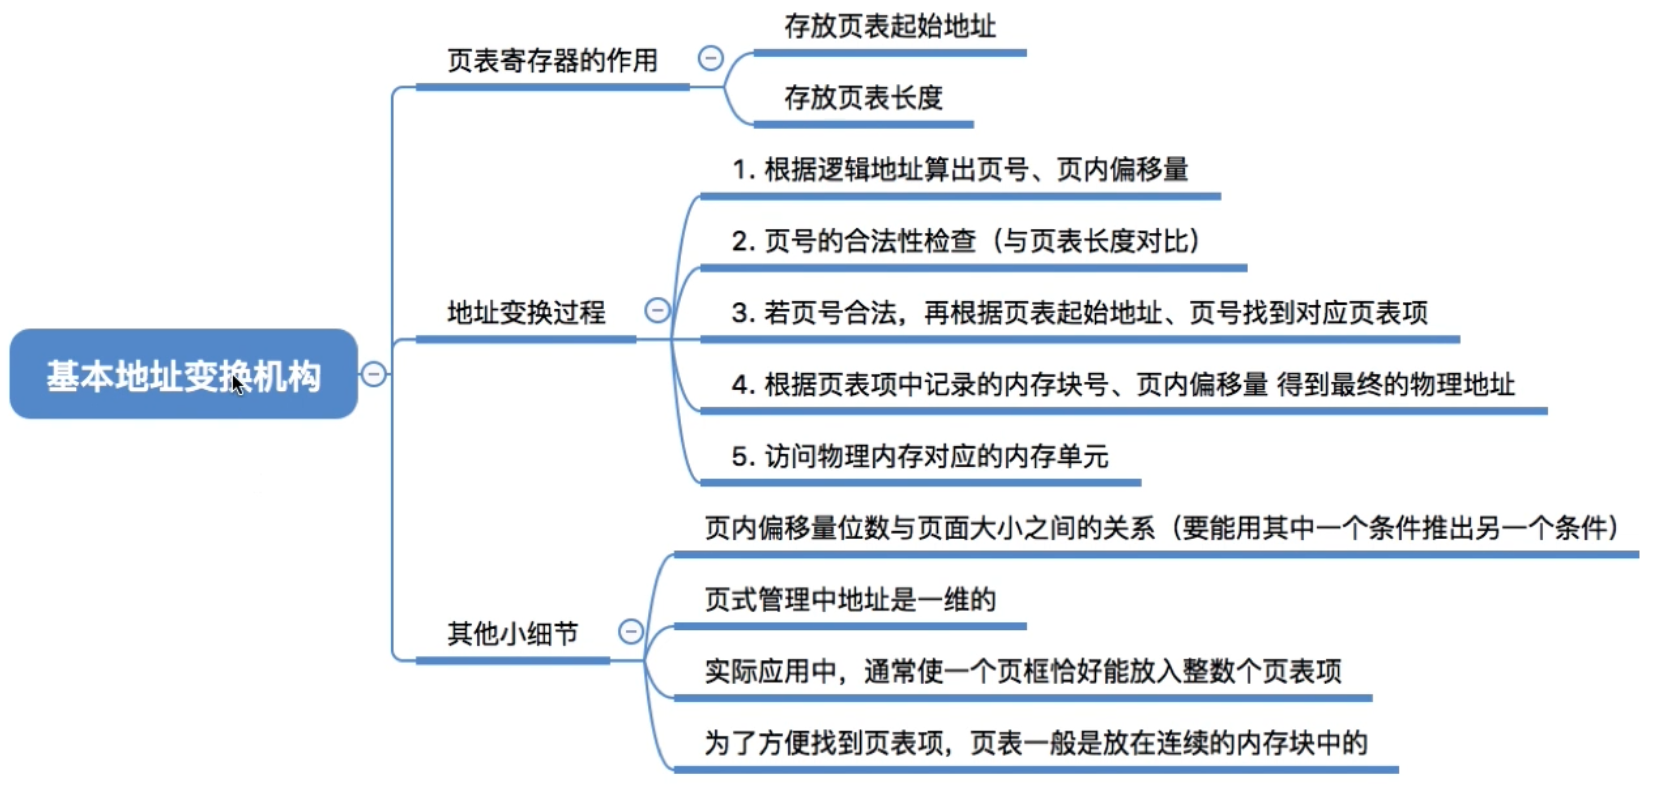 基本地址变换机构
页表寄存器的作用
存放页表起始地址
存放页表长度
地址变换过程
1. 根据逻辑地址算出页号、页内偏移量
2. 页号的合法性检查（与页表长度对比）
3. 若页号合法，再根据页表起始地址、页号找到对应页表项
4. 根据页表项中记录的内存块号、页内偏移量 得到最终的物理地址
5. 访问物理内存对应的内存单元
其他小细节
页内偏移量位数与页面大小之间的关系（要能用其中一个条件推出另一个条件）
页式管理中地址是一维的
实际应用中，通常使一个页框恰好能放入整数个页表项
为了方便找到页表项，页表一般是放在连续的内存块中的